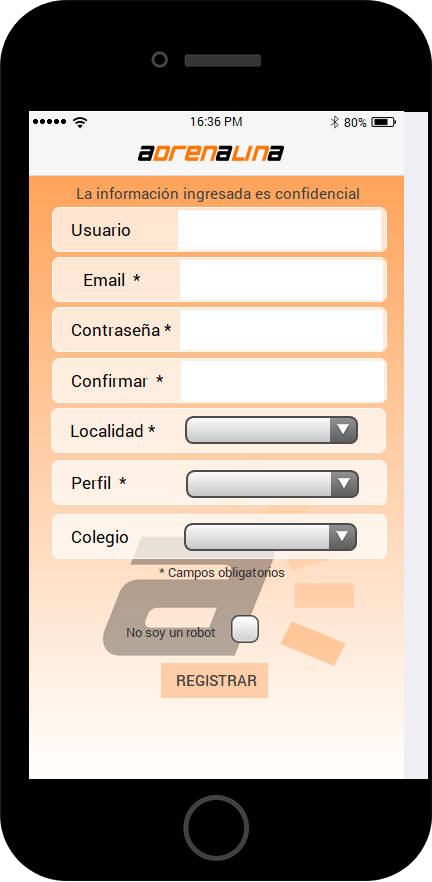 16:36 PM
80%
aDRENaLINa
La información ingresada es confidencial
Usuario
Email *
Contraseña *
Confirmar *
Localidad *
Perfil *
Colegio
* Campos obligatorios
No soy un robot
REGISTRAR